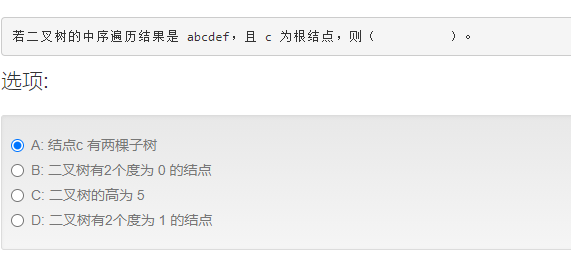 若二叉树的中序遍历结果是 abcdef，且 c 为根结点，则（          ）。
选项:
A: 结点c 有两棵子树
B: 二叉树有2个度为 0 的结点
C: 二叉树的高为 5
D: 二叉树有2个度为 1 的结点